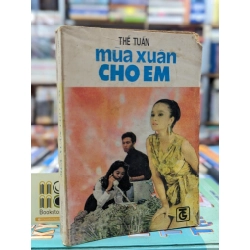 THẾ TUẤN
mùa xuân
CHO EM